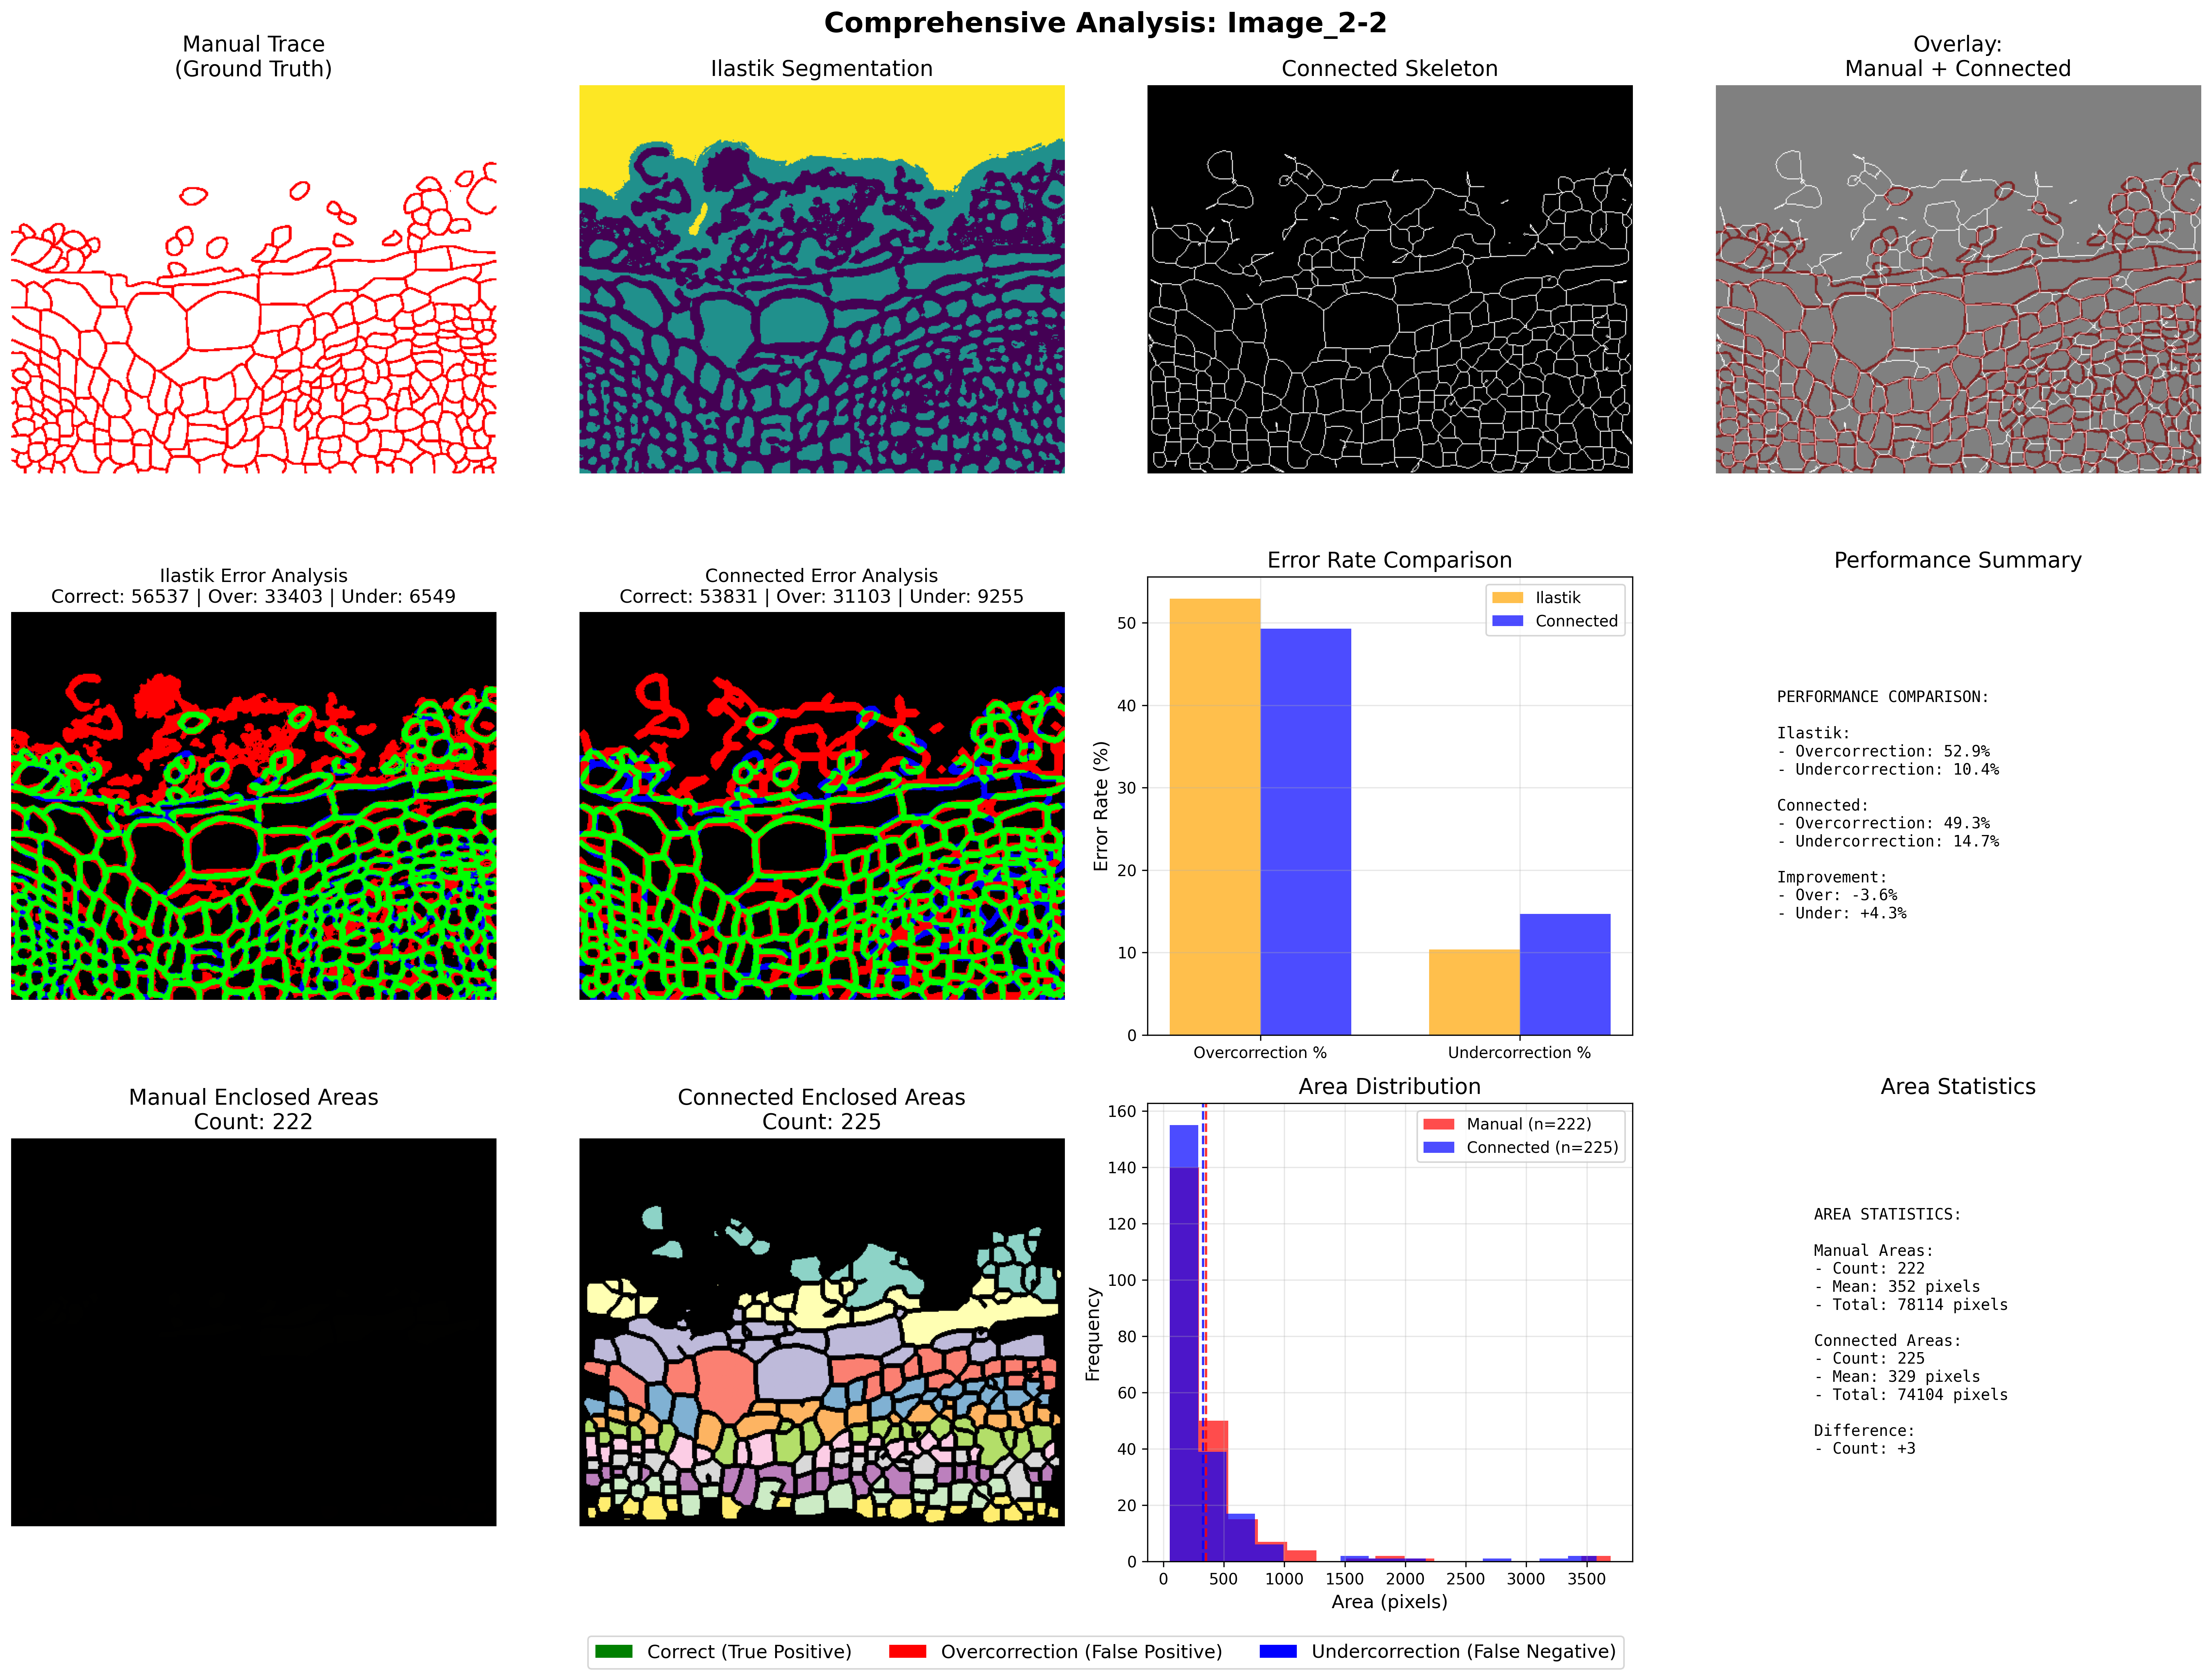 Comprehensive Analysis: Image_2-2
Manual Trace
(Ground Truth)
Ilastik Segmentation
Connected Skeleton
Overlay:
Manual + Connected
Ilastik Error Analysis
Correct: 56537 | Over: 33403 | Under: 6549
Connected Error Analysis
Correct: 53831 | Over: 31103 | Under: 9255
Error Rate Comparison
Error Rate (%)
50
40
30
20
10
0
Ilastik
Connected
Overcorrection %
Undercorrection %
Performance Summary
PERFORMANCE COMPARISON:
Ilastik:
- Overcorrection: 52.9%
- Undercorrection: 10.4%
Connected:
- Overcorrection: 49.3%
- Undercorrection: 14.7%
Improvement:
- Over: -3.6%
- Under: +4.3%
Manual Enclosed Areas
Count: 222
Connected Enclosed Areas
Count: 225
Area Distribution
Frequency
160
140
120
100
80
60
40
20
0
Manual (n=222)
Connected (n=225)
0
500
1000
1500
2000
2500
3000
3500
Area (pixels)
Area Statistics
AREA STATISTICS:
Manual Areas:
- Count: 222
- Mean: 352 pixels
- Total: 78114 pixels
Connected Areas:
- Count: 225
- Mean: 329 pixels
- Total: 74104 pixels
Difference:
- Count: +3
Correct (True Positive)
Overcorrection (False Positive)
Undercorrection (False Negative)